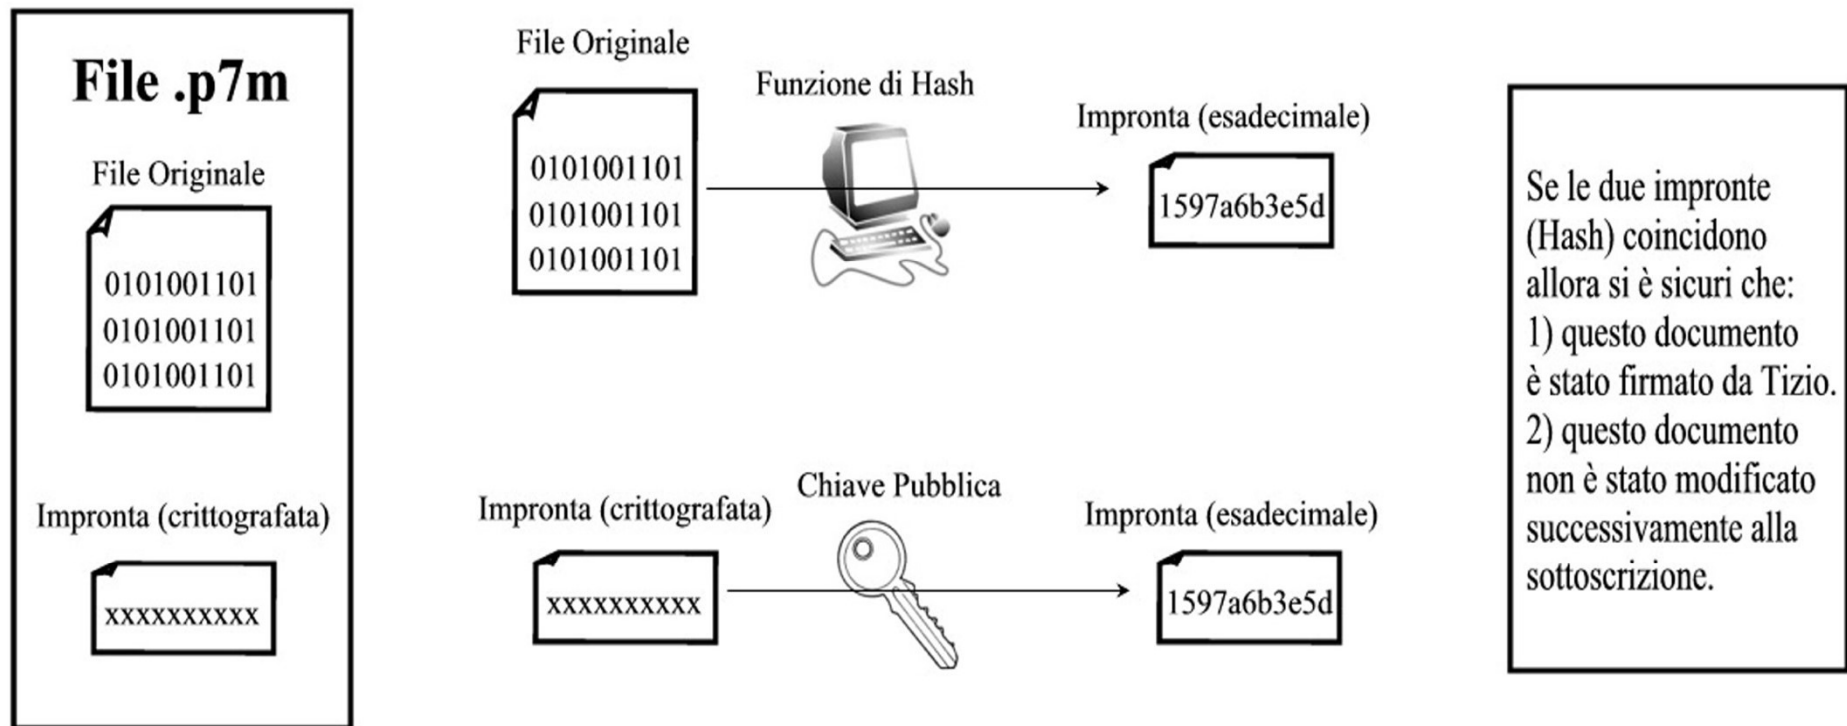 File .p7m
File Originale
0101001101
0101001101
0101001101
Impronta (crittografata)
xxxxxxxxxx
File Originale
0101001101
0101001101
0101001101
Funzione di Hash
Impronta (esadecimale)
1597a6b3e5d
Impronta (crittografata)
xxxxxxxxxx
Chiave Pubblica
Impronta (esadecimale)
1597a6b3e5d
Se le due impronte
(Hash) coincidono
allora si è sicuri che:
1) questo documento
è stato firmato da Tizio.
2) questo documento
non è stato modificato
successivamente alla
sottoscrizione.